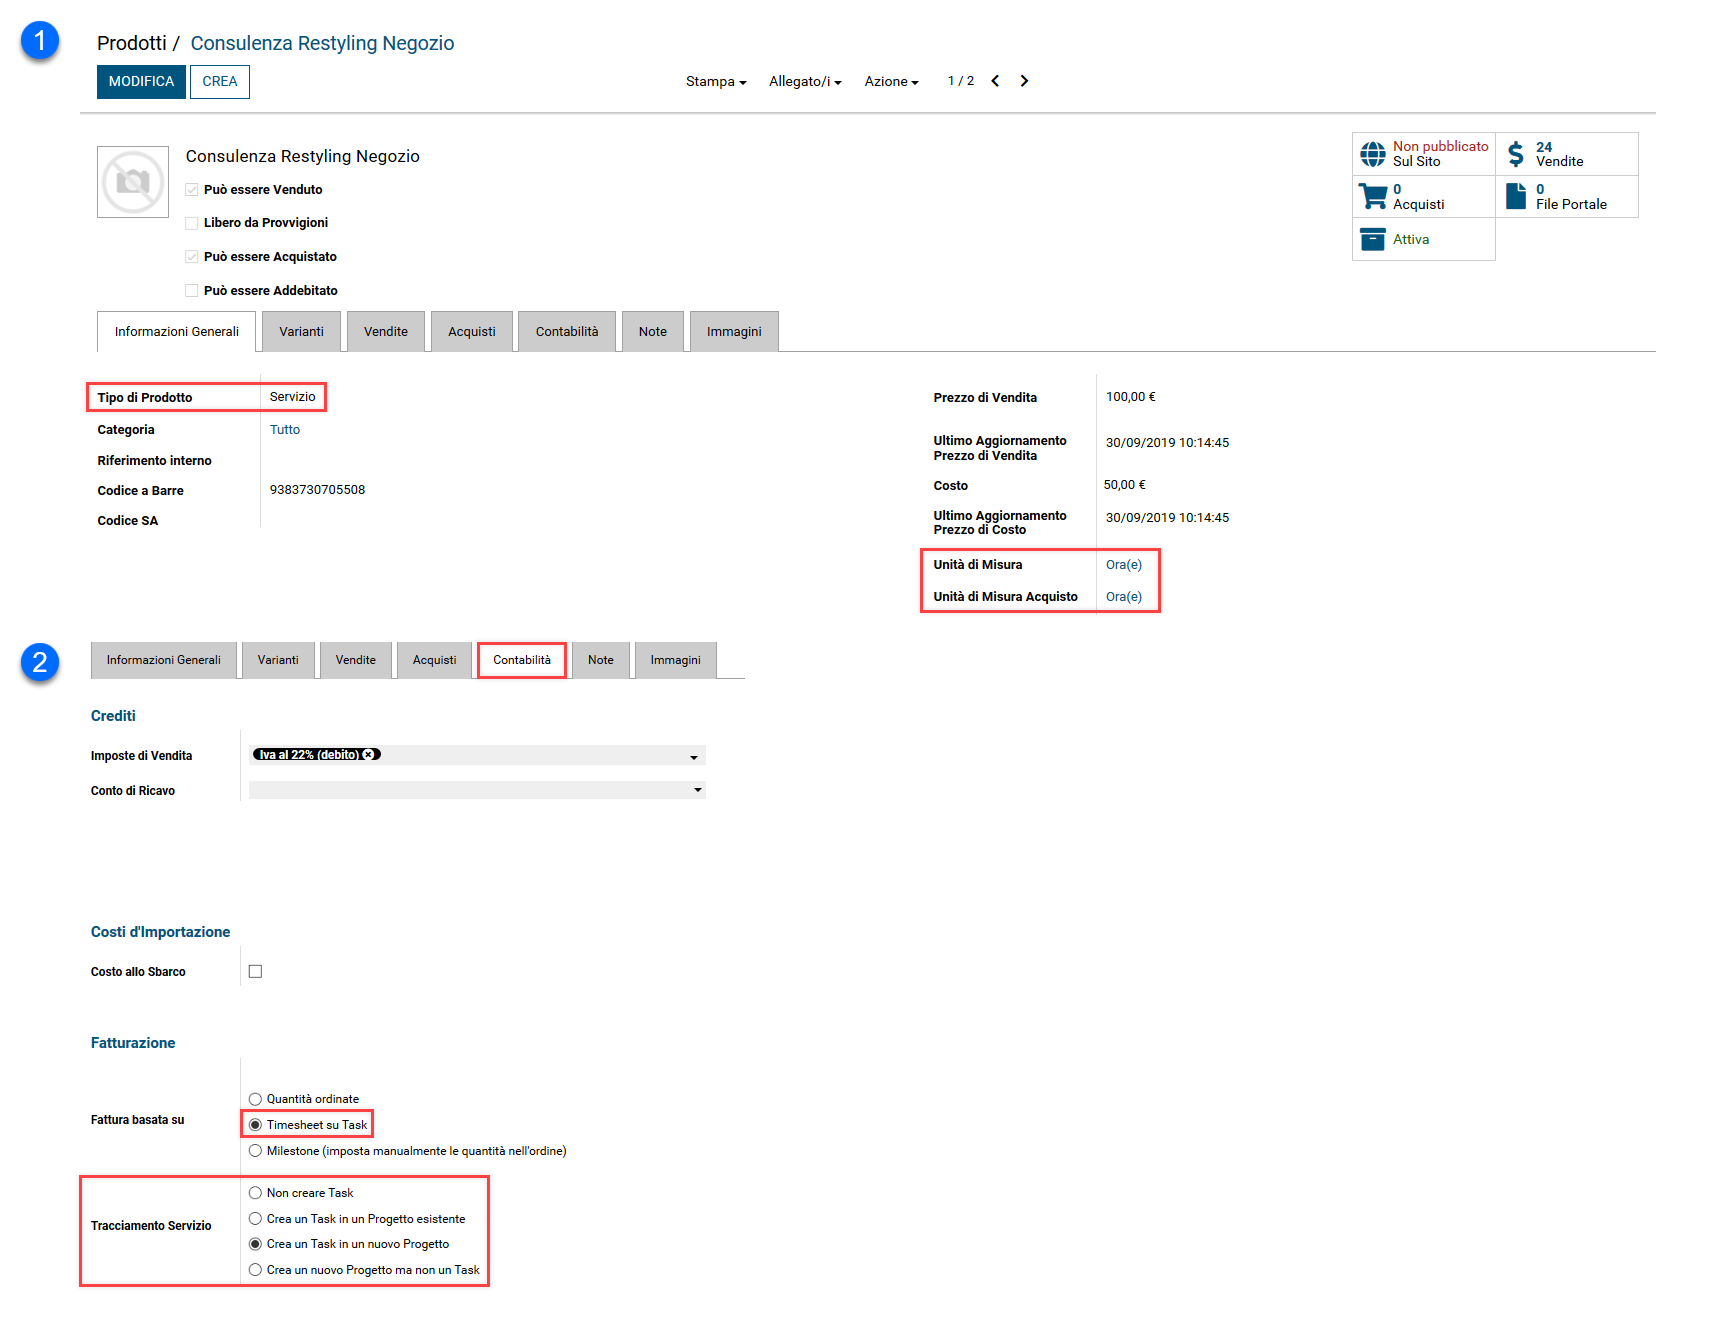 1
Prodotti / Consulenza Restyling Negozio
MODIFICA CREA Stampa Allegato/i Azione 1 / 2
Consulenza Restyling Negozio
Può essere Venduto
Libero da Provvigioni
Può essere Acquistato
Può essere Addebitato
Non pubblicato
Sul Sito
24
Vendite
0
Acquisti
0
File Portale
Attiva
Informazioni Generali Varianti Vendite Acquisti Contabilità Note Immagini
Tipo di Prodotto Servizio
Categoria Tutto
Riferimento interno
Codice a Barre 9383730705508
Codice SA
Prezzo di Vendita 100,00 €
Ultimo Aggiornamento
Prezzo di Vendita 30/09/2019 10:14:45
Costo 50,00 €
Ultimo Aggiornamento
Prezzo di Costo 30/09/2019 10:14:45
Unità di Misura Ora(e)
Unità di Misura Acquisto Ora(e)
2
Informazioni Generali Varianti Vendite Acquisti Contabilità Note Immagini
Crediti
Imposte di Vendita Iva al 22% (debito)
Conto di Ricavo
Costi d'Importazione
Costo allo Sbarco
Fatturazione
Fattura basata su
Quantità ordinate
Timesheet su Task
Milestone (imposta manualmente le quantità nell'ordine)
Tracciamento Servizio
Non creare Task
Crea un Task in un Progetto esistente
Crea un Task in un nuovo Progetto
Crea un nuovo Progetto ma non un Task